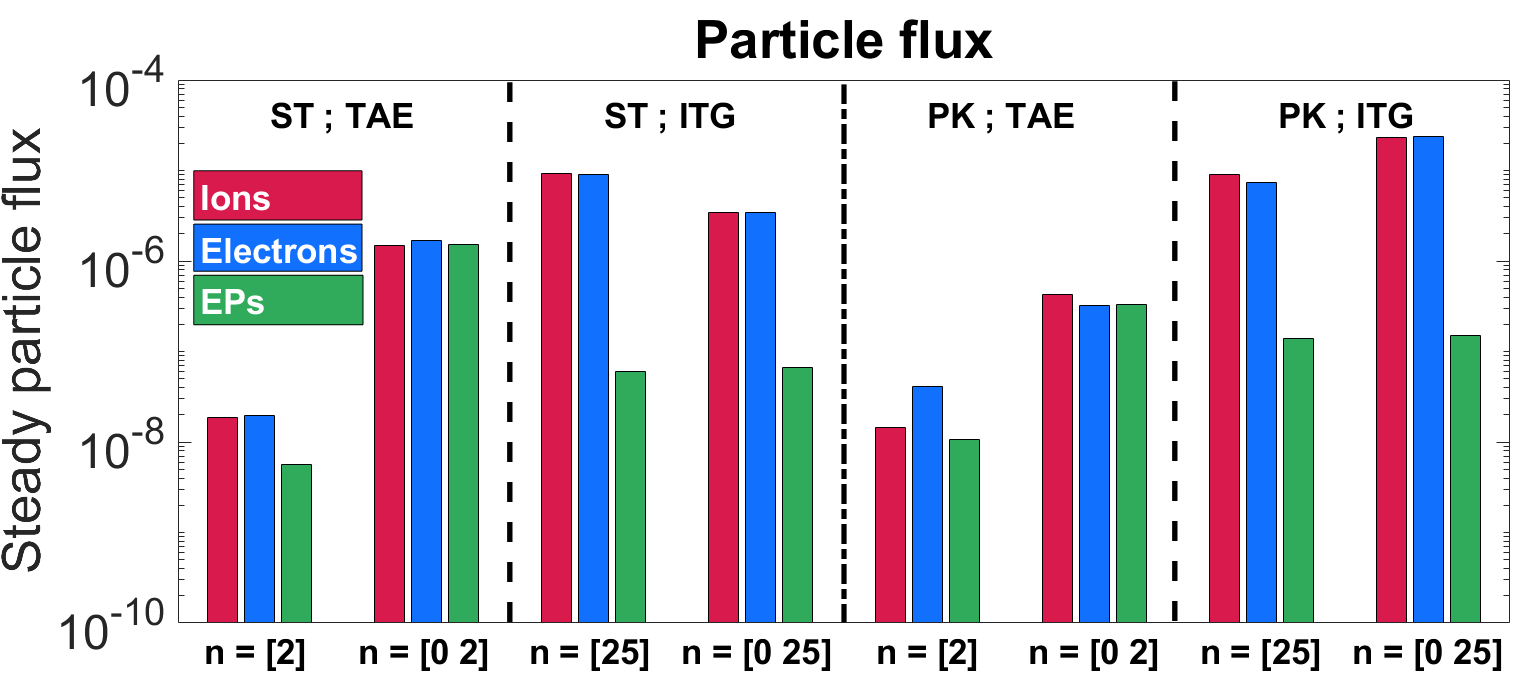 Particle flux
Steady particle flux
10^-4
10^-6
10^-8
10^-10
ST ; TAE
ST ; ITG
PK ; TAE
PK ; ITG
Ions
Electrons
EPs
n = [2]
n = [0 2]
n = [25]
n = [0 25]
n = [2]
n = [0 2]
n = [25]
n = [0 25]